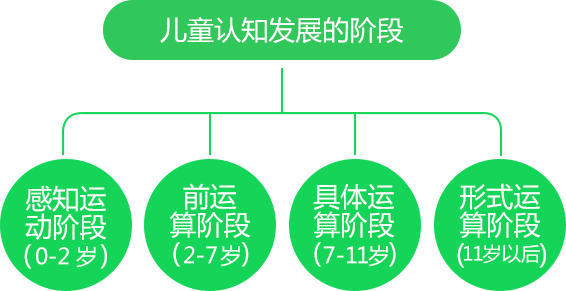 儿童认知发展的阶段
感知运
动阶段
(0-2岁)
前运
算阶段
(2-7岁)
具体运
算阶段
(7-11岁)
形式运
算阶段
(11岁以后)